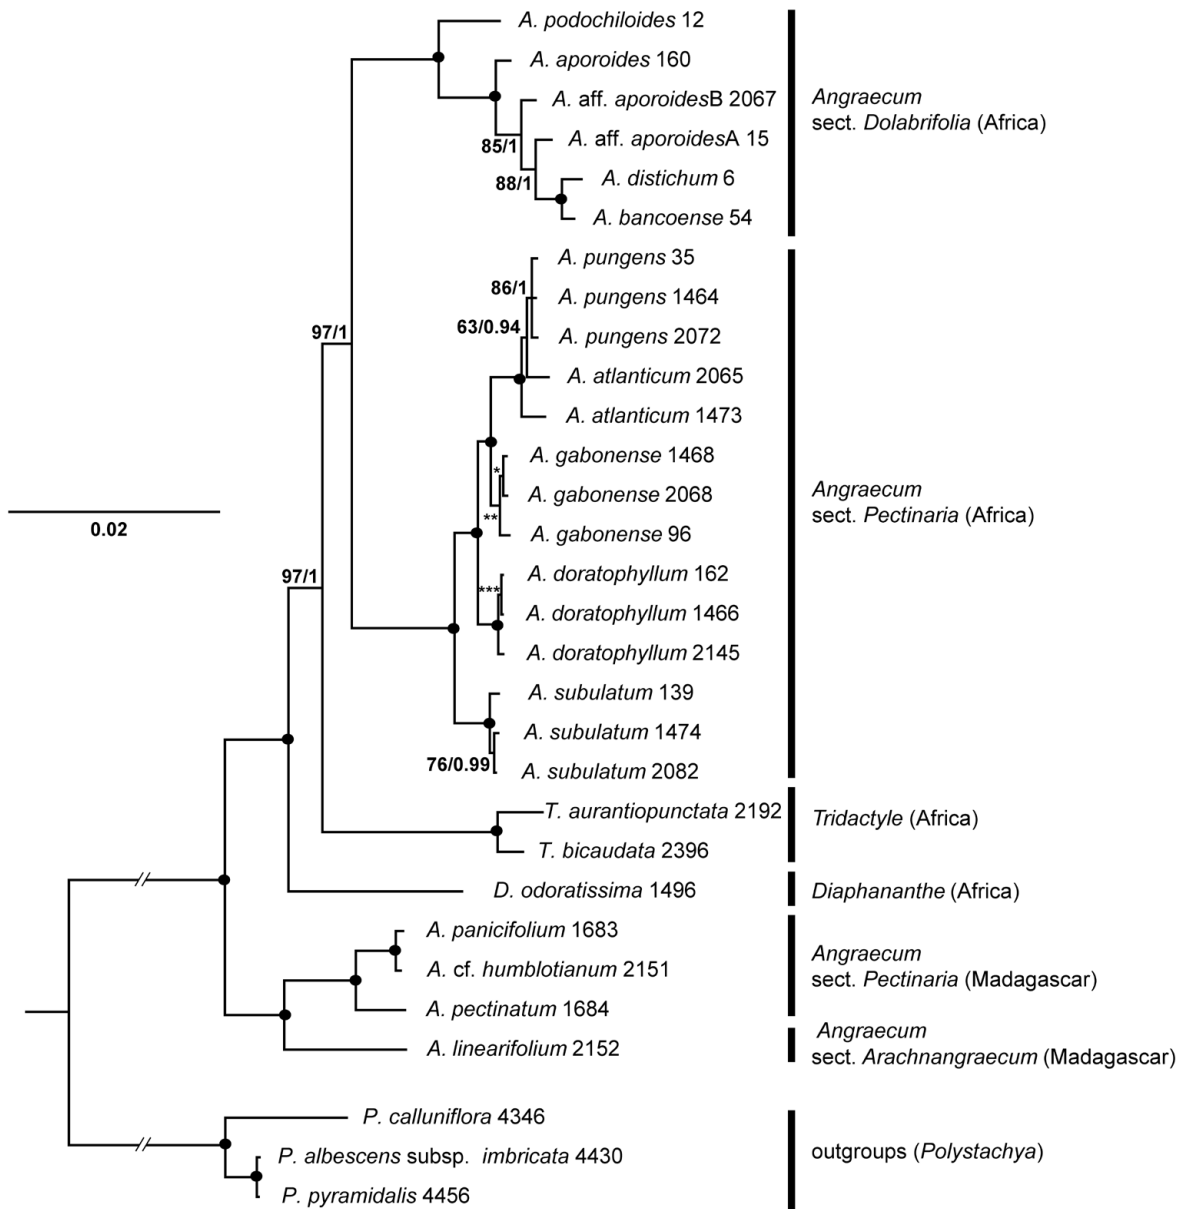 A. podochiloides 12
A. aporoides 160
A. aff. aporoidesB 2067
A. aff. aporoidesA 15
85/1
88/1
A. distichum 6
A. bancoense 54
Angraecum
sect. Dolabrifolia (Africa)
A. pungens 35
86/1
A. pungens 1464
63/0.94
97/1
A. pungens 2072
A. atlanticum 2065
A. atlanticum 1473
A. gabonense 1468
*
A. gabonense 2068
**
A. gabonense 96
Angraecum
sect. Pectinaria (Africa)
0.02
97/1
A. doratophyllum 162
***
A. doratophyllum 1466
A. doratophyllum 2145
A. subulatum 139
A. subulatum 1474
76/0.99
A. subulatum 2082
T. aurantiopunctata 2192
T. bicaudata 2396
Tridactyle (Africa)
D. odoratissima 1496
Diaphananthe (Africa)
A. panicifolium 1683
A. cf. humblotianum 2151
A. pectinatum 1684
Angraecum
sect. Pectinaria (Madagascar)
A. linearifolium 2152
Angraecum
sect. Arachnangraecum (Madagascar)
P. calluniflora 4346
P. albescens subsp. imbricata 4430
P. pyramidalis 4456
outgroups (Polystachya)